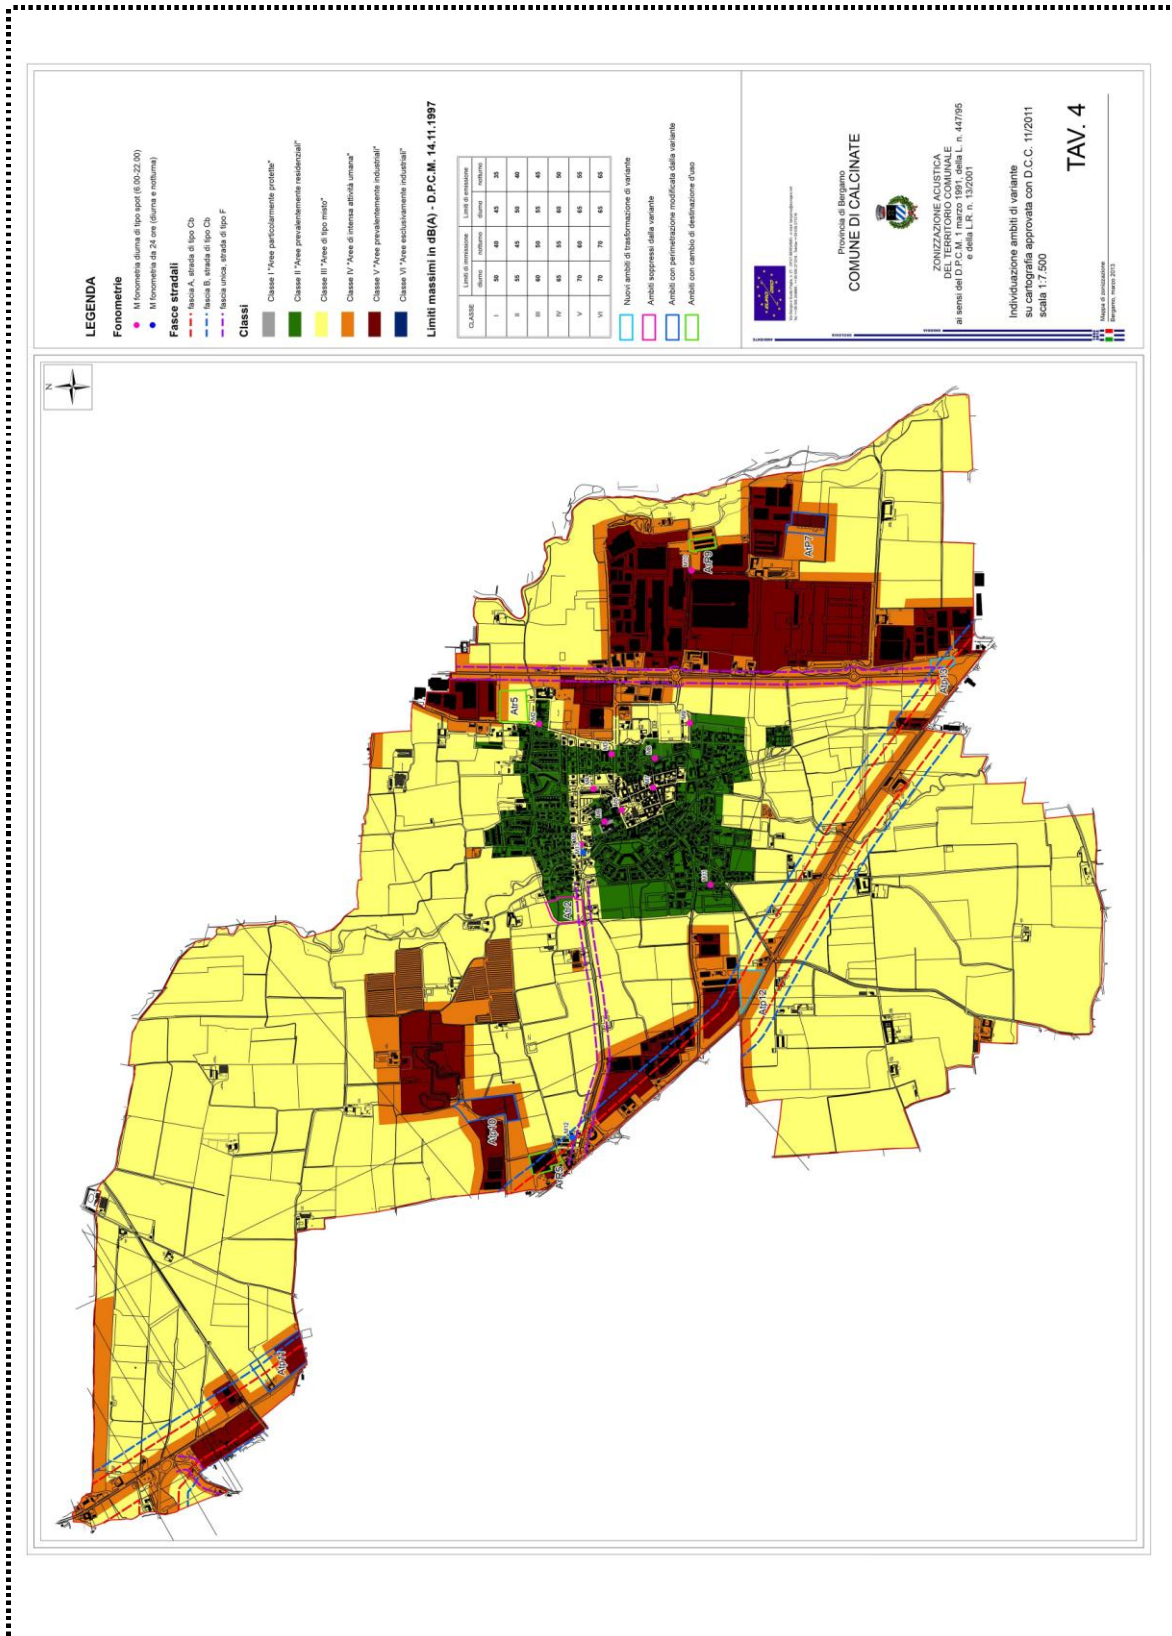 LEGENDA
Fonometrie
M fonometria diurna di tipo spot (6.00-22.00)
M fonometria da 24 ore (diurna e notturna)
Fasce stradali
fascia A, strada di tipo Cb
fascia B, strada di tipo Cb
fascia unica, strada di tipo F
Classi
Classe I "Aree particolarmente protette"
Classe II "Aree prevalentemente residenziali"
Classe III "Aree di tipo misto"
Classe IV "Aree di intensa attività umana"
Classe V "Aree prevalentemente industriali"
Classe VI "Aree esclusivamente industriali"
Limiti massimi in dB(A) - D.P.C.M. 14.11.1997
CLASSE Limiti di immissione Limiti di emissione
diurno notturno diurno notturno
I 50 40 45 35
II 55 45 50 40
III 60 50 55 45
IV 65 55 60 50
V 70 60 65 55
VI 70 70 65 65
Nuovi ambiti di trasformazione di variante
Ambiti soppressi dalla variante
Ambiti con perimetrazione modificata dalla variante
Ambiti con cambio di destinazione d'uso
Provincia di Bergamo
COMUNE DI CALCINATE
ZONIZZAZIONE ACUSTICA
DEL TERRITORIO COMUNALE
ai sensi del D.P.C.M. 1 marzo 1991, della L. n. 447/95
e della L.R. n. 13/2001
Individuazione ambiti di variante
su cartografia approvata con D.C.C. 11/2011
scala 1:7.500
TAV. 4
Mappa di zonizzazione
Bergamo, marzo 2013
N
Atp11
Atp10
M12
Atr2
Atp12
Atr5
AtP9
AtP7
Atp13